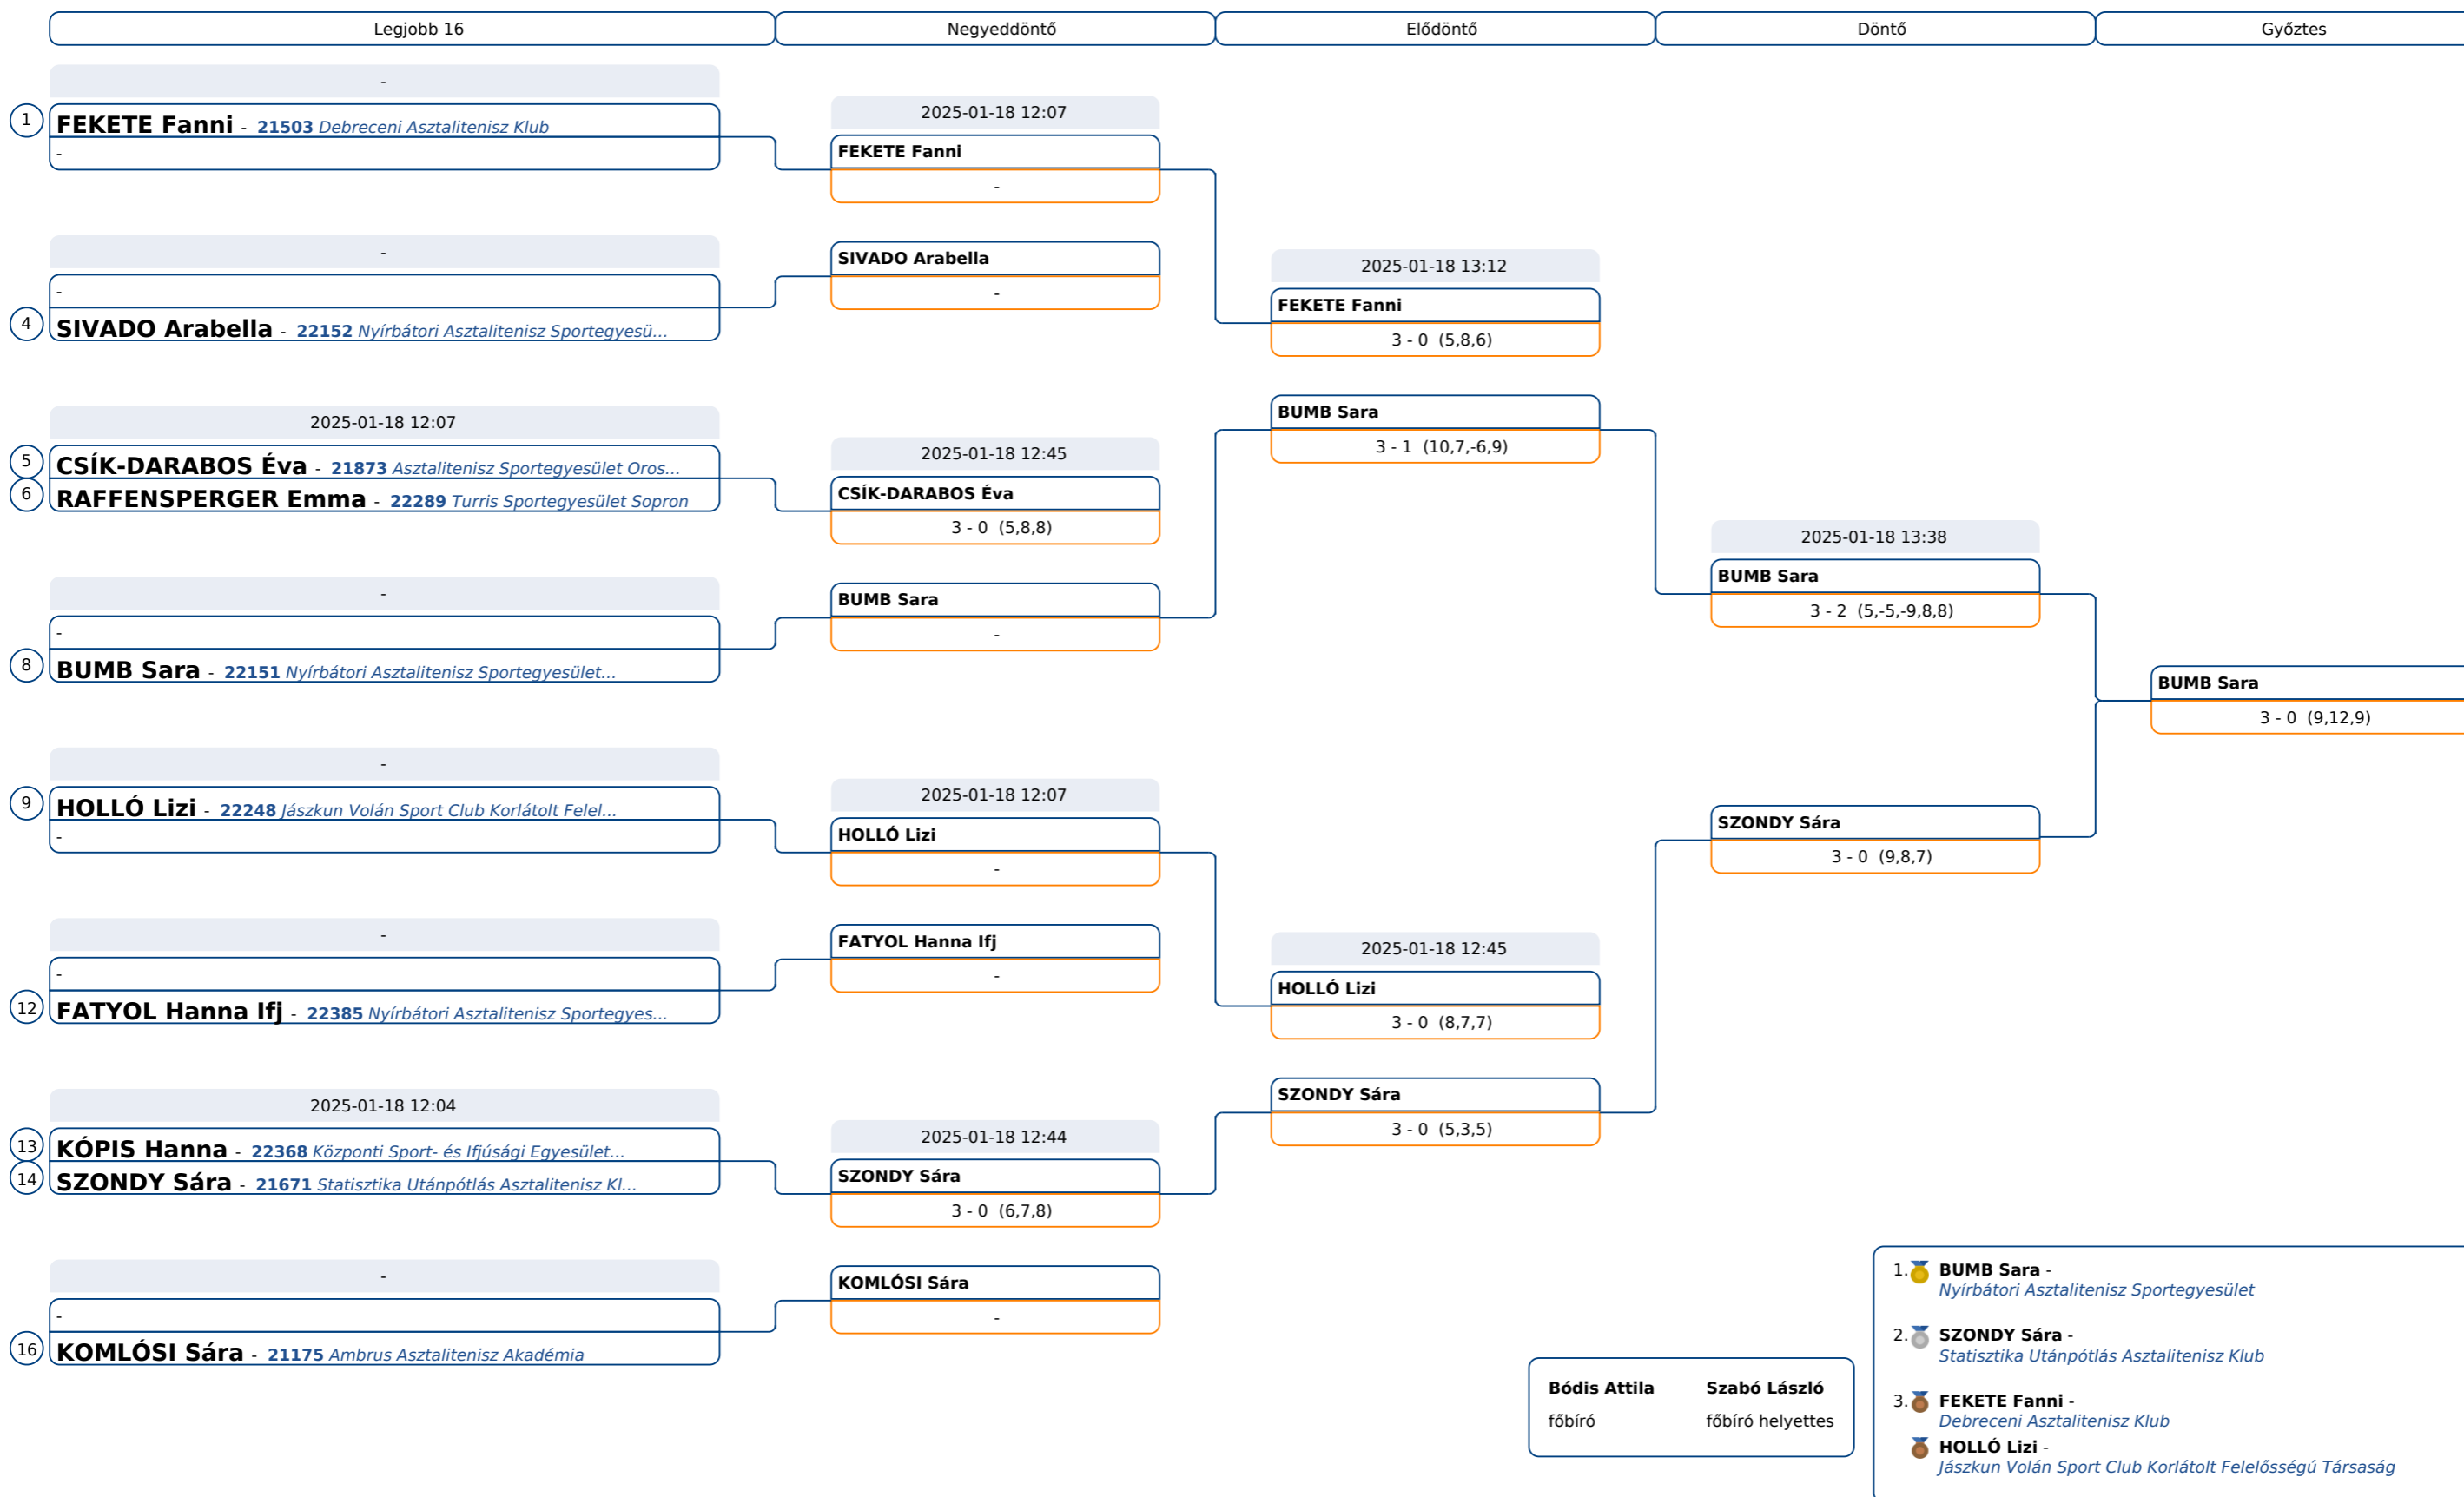 Legjobb 16
Negyeddöntő
Elődöntő
Döntő
Győztes
-
1
FEKETE Fanni - 21503 Debreceni Asztalitenisz Klub
-
-
-
4
SIVADO Arabella - 22152 Nyírbátori Asztalitenisz Sportegyesü...
2025-01-18 12:07
5
CSÍK-DARABOS Éva - 21873 Asztalitenisz Sportegyesület Oros...
6
RAFFENSPERGER Emma - 22289 Turris Sportegyesület Sopron
-
-
8
BUMB Sara - 22151 Nyírbátori Asztalitenisz Sportegyesület...
-
9
HOLLÓ Lizi - 22248 Jászkun Volán Sport Club Korlátolt Felel...
-
-
-
12
FATYOL Hanna Ifj - 22385 Nyírbátori Asztalitenisz Sportegyes...
2025-01-18 12:04
13
KÓPIS Hanna - 22368 Központi Sport- és Ifjúsági Egyesület...
14
SZONDY Sára - 21671 Statisztika Utánpótlás Asztalitenisz Kl...
-
-
16
KOMLÓSI Sára - 21175 Ambrus Asztalitenisz Akadémia
2025-01-18 12:07
FEKETE Fanni
-
SIVADO Arabella
-
2025-01-18 12:45
CSÍK-DARABOS Éva
3 - 0 (5,8,8)
BUMB Sara
-
2025-01-18 12:07
HOLLÓ Lizi
-
FATYOL Hanna Ifj
-
2025-01-18 12:44
SZONDY Sára
3 - 0 (6,7,8)
KOMLÓSI Sára
-
2025-01-18 13:12
FEKETE Fanni
3 - 0 (5,8,6)
BUMB Sara
3 - 1 (10,7,-6,9)
2025-01-18 12:45
HOLLÓ Lizi
3 - 0 (8,7,7)
SZONDY Sára
3 - 0 (5,3,5)
2025-01-18 13:38
BUMB Sara
3 - 2 (5,-5,-9,8,8)
SZONDY Sára
3 - 0 (9,8,7)
BUMB Sara
3 - 0 (9,12,9)
Bódis Attila
főbíró
Szabó László
főbíró helyettes
1. BUMB Sara -
Nyírbátori Asztalitenisz Sportegyesület
2. SZONDY Sára -
Statisztika Utánpótlás Asztalitenisz Klub
3. FEKETE Fanni -
Debreceni Asztalitenisz Klub
HOLLÓ Lizi -
Jászkun Volán Sport Club Korlátolt Felelősségú Társaság